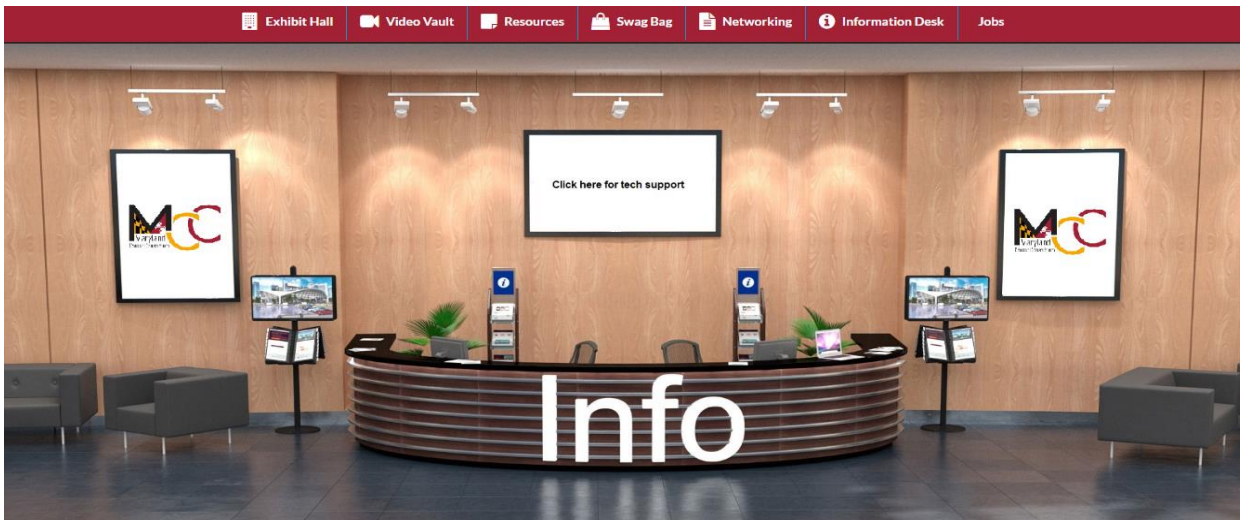 Exhibit Hall
Video Vault
Resources
Swag Bag
Networking
Information Desk
Jobs
Click here for tech support
MCC
Maryland
MCC
Maryland
i
i
Info